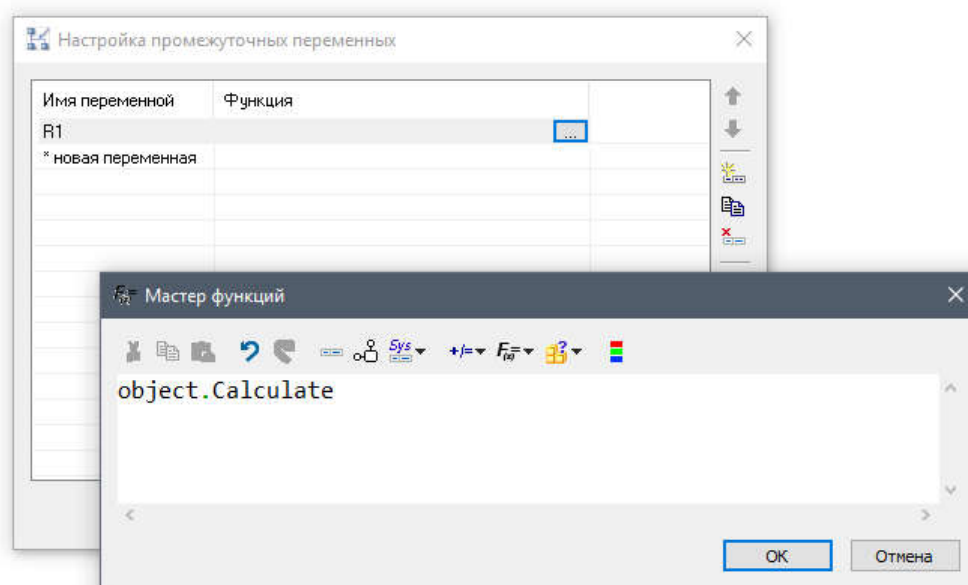 Настройка промежуточных переменных
Имя переменной Функция
R1 ...
* новая переменная
Мастер функций
Sys +/= F(x)= ?
object.Calculate
OK Отмена